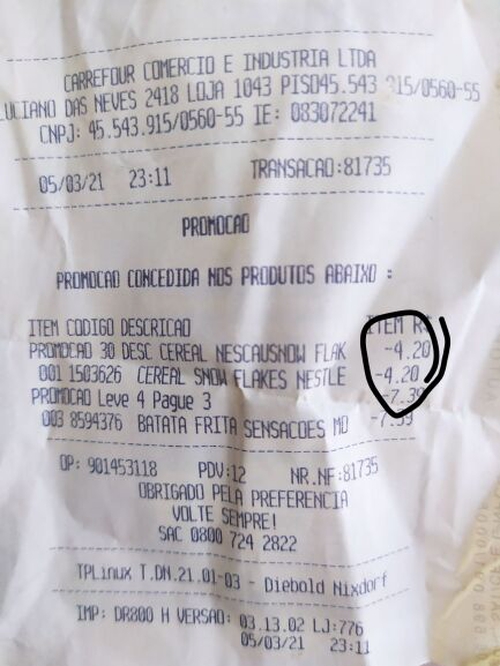 CARREFOUR COMERCIO E INDUSTRIA LTDA
LUCIANO DAS NEVES 2418 LOJA 1043 PISO45.543 915/0560-55
CNPJ: 45.543.915/0560-55 IE: 083072241
05/03/21 23:11 TRANSACAO:81735
PROMOCAO
PROMOCAO CONCEDIDA NOS PRODUTOS ABAIXO :
ITEM CODIGO DESCRICAO ITEM R$
PROMOCAO 30 DESC CEREAL NESCAUSNOW FLAK -4.20
001 1503626 CEREAL SNOW FLAKES NESTLE -4.20
PROMOCAO Leve 4 Pague 3 -7.39
003 8594376 BATATA FRITA SENSACOES MO -7.39
OP: 901453118 PDV:12 NR.NF:81735
OBRIGADO PELA PREFERENCIA
VOLTE SEMPRE!
SAC 0800 724 2822
TPLinux T.DN.21.01-03 - Diebold Nixdorf
IMP: DR800 H VERSAO: 03.13.02 LJ:776
05/03/21 23:11